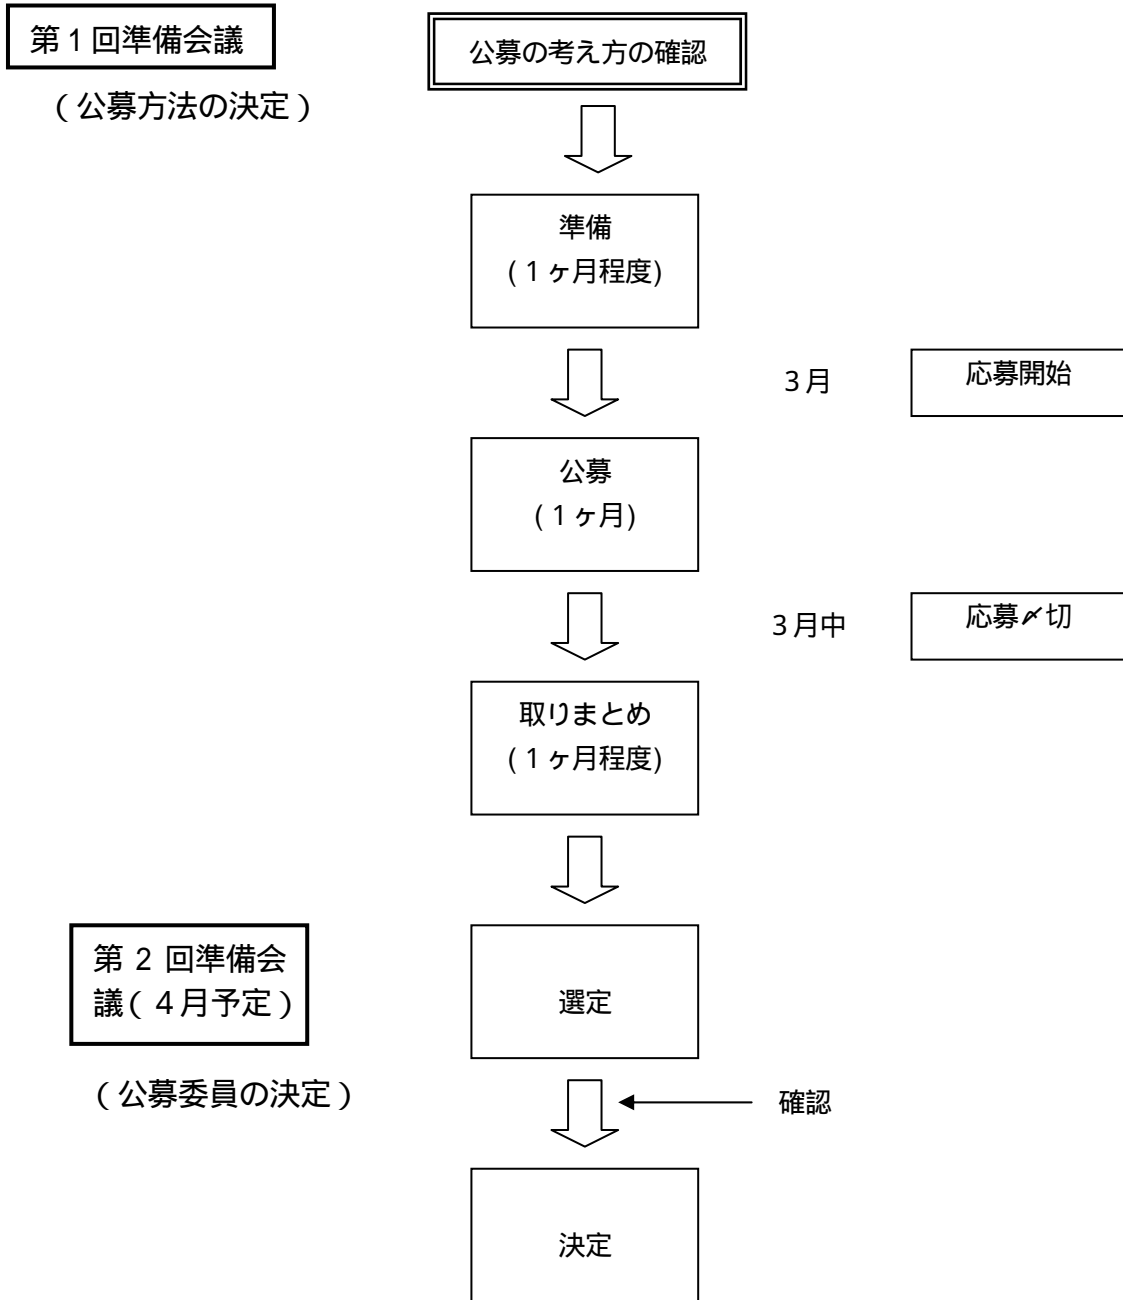 第1回準備会議
公募の考え方の確認
（公募方法の決定）
準備
(1ヶ月程度)
3月
応募開始
公募
(1ヶ月)
3月中
応募〆切
取りまとめ
(1ヶ月程度)
第2回準備会
議（4月予定）
選定
（公募委員の決定）
確認
決定